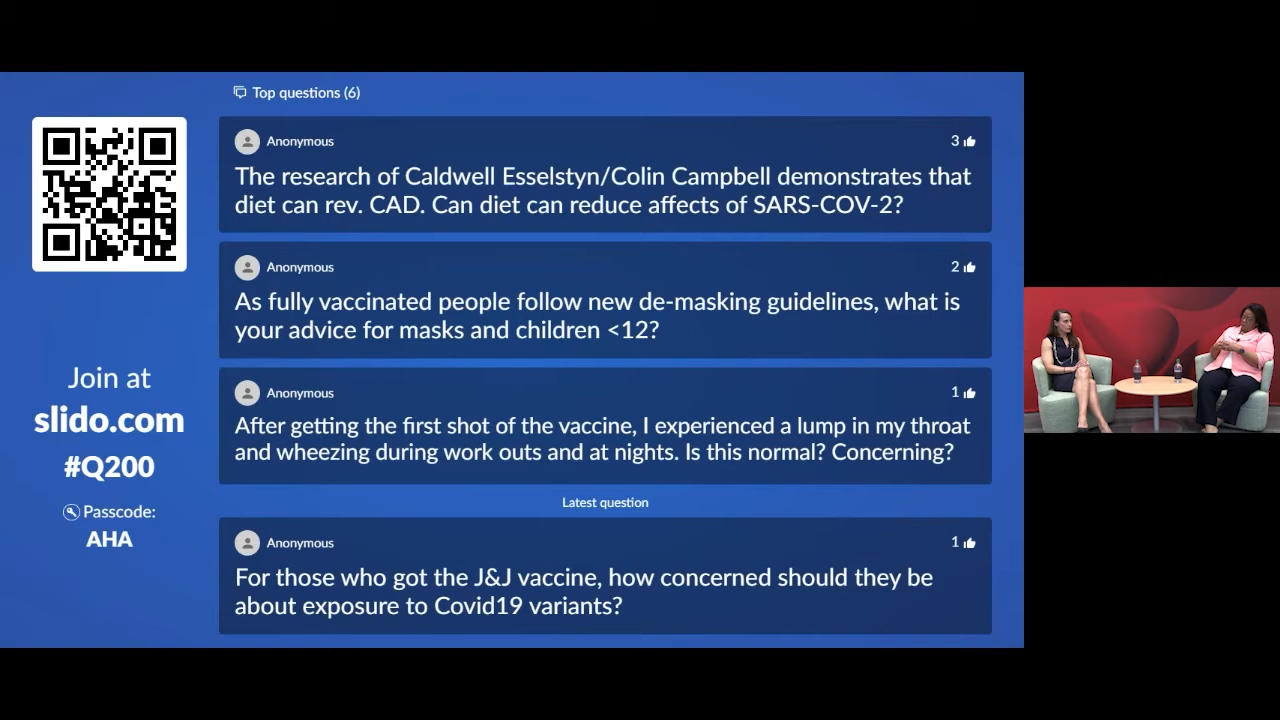 Top questions (6)
Anonymous
3
The research of Caldwell Esselstyn/Colin Campbell demonstrates that
diet can rev. CAD. Can diet can reduce affects of SARS-COV-2?
Anonymous
2
As fully vaccinated people follow new de-masking guidelines, what is
your advice for masks and children <12?
Anonymous
1
After getting the first shot of the vaccine, I experienced a lump in my throat
and wheezing during work outs and at nights. Is this normal? Concerning?
Latest question
Anonymous
1
For those who got the J&J vaccine, how concerned should they be
about exposure to Covid19 variants?
Join at
slido.com
#Q200
Passcode:
AHA